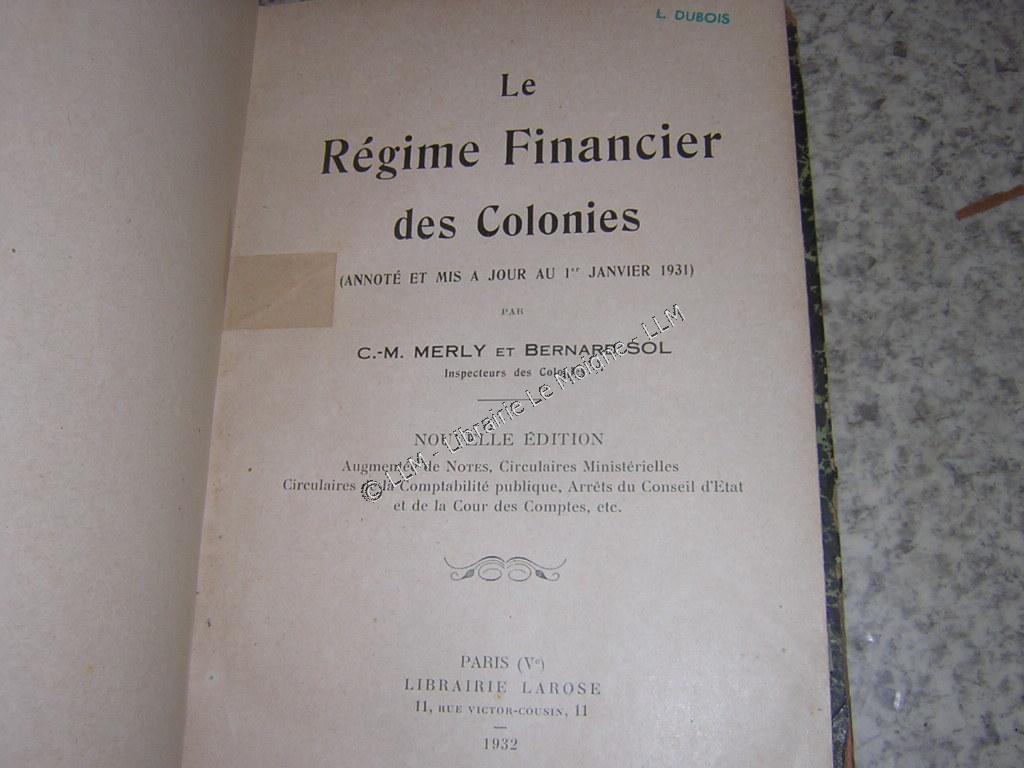 L. DUBOIS
Le
Régime Financier
des Colonies
(ANNOTÉ ET MIS A JOUR AU 1er JANVIER 1931)
PAR
C.-M. MERLY ET BERNARD SOL
Inspecteurs des Colonies
NOUVELLE ÉDITION
Augmentée de NOTES, Circulaires Ministérielles
Circulaires de la Comptabilité publique, Arrêts du Conseil d'Etat
et de la Cour des Comptes, etc.
PARIS (Ve)
LIBRAIRIE LAROSE
11, RUE VICTOR-COUSIN, 11
1932
© LLM - Librairie Le Moigne - LLM